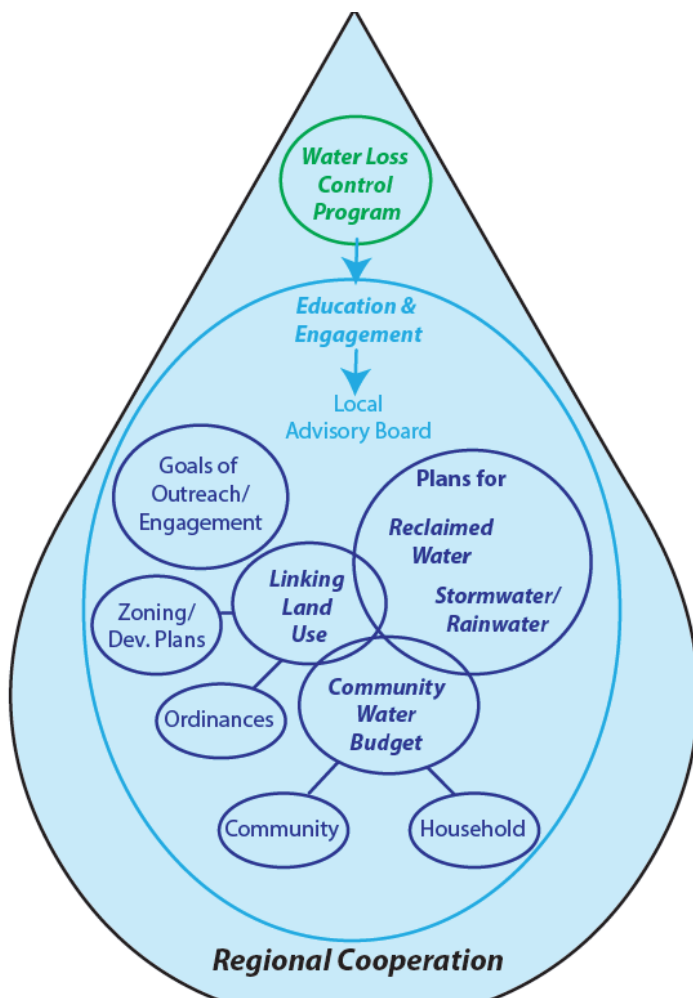 Water Loss
Control
Program
Education &
Engagement
Local
Advisory Board
Goals of
Outreach/
Engagement
Plans for
Reclaimed
Water
Stormwater/
Rainwater
Linking
Land
Use
Zoning/
Dev. Plans
Ordinances
Community
Water
Budget
Community
Household
Regional Cooperation